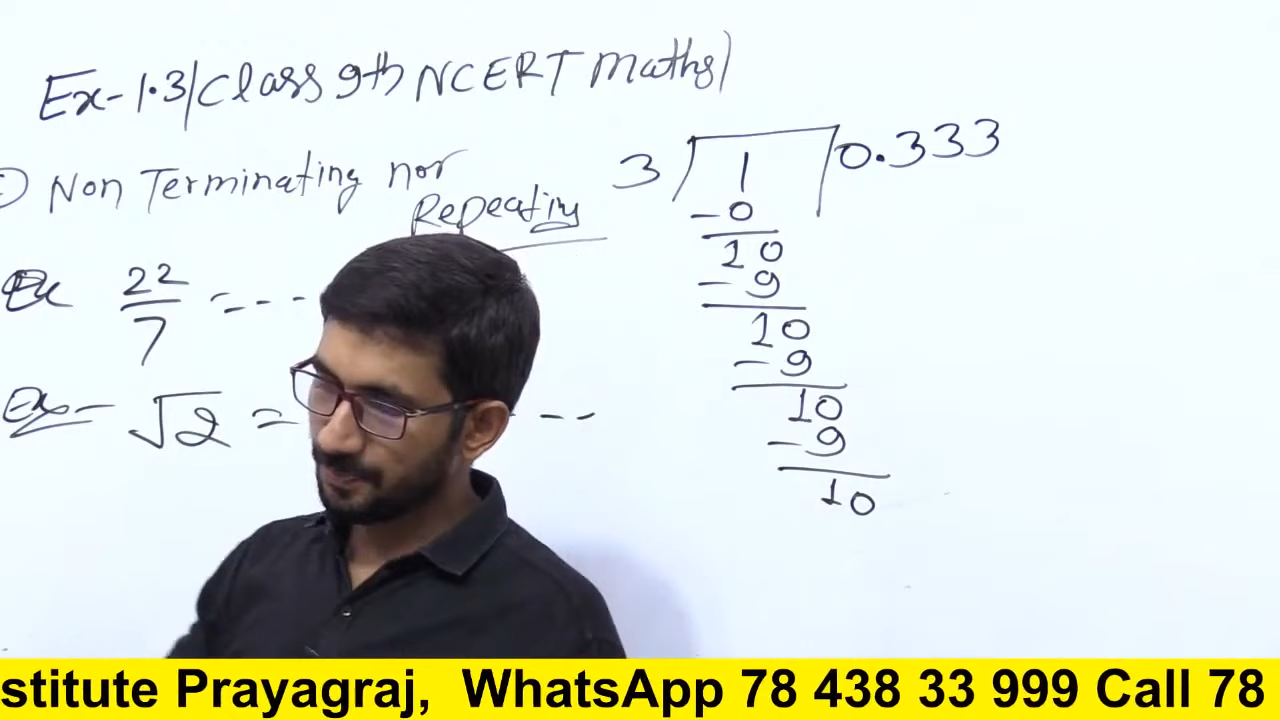 Ex-1.3/Class 9th NCERT Maths)
Non Terminating nor
Repeating
Ex 22/7 = ---
Ex- √2 = - --
3 ) 1 ( 0.333
-0
10
-9
10
-9
10
-9
10
stitute Prayagraj, WhatsApp 78 438 33 999 Call 78